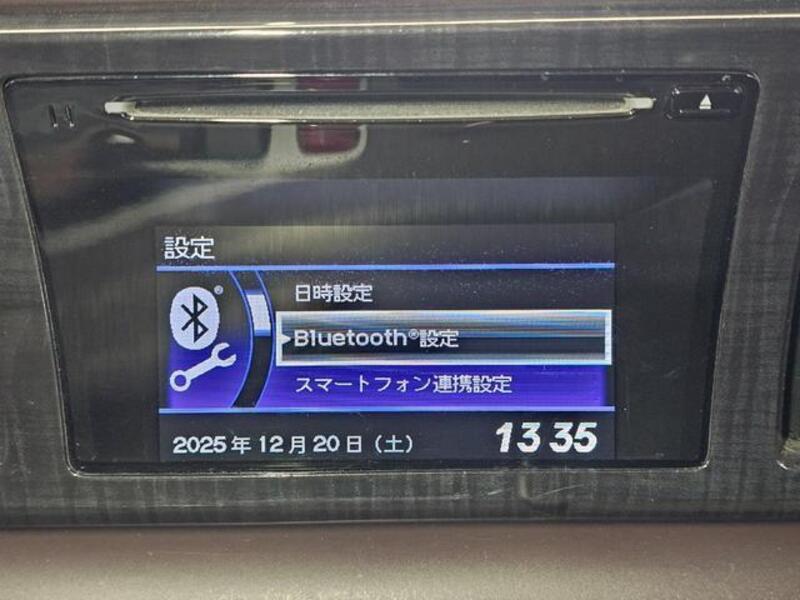 設定
日時設定
Bluetooth®設定
スマートフォン連携設定
2025年12月20日(土) 13 35